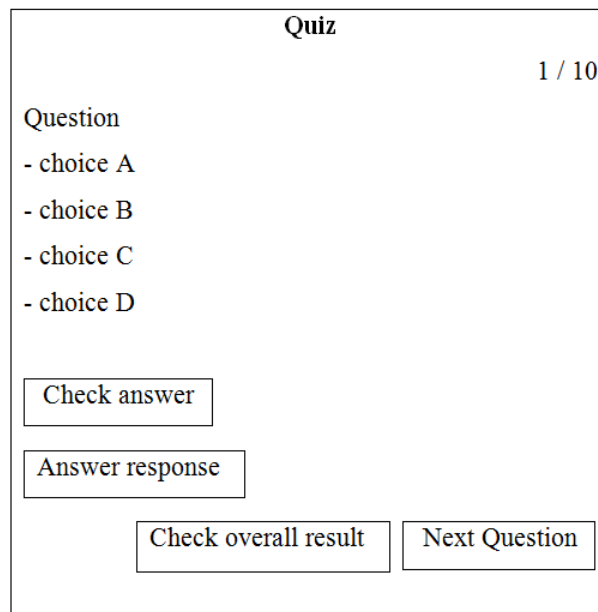 Quiz
1 / 10
Question
- choice A
- choice B
- choice C
- choice D
Check answer
Answer response
Check overall result
Next Question